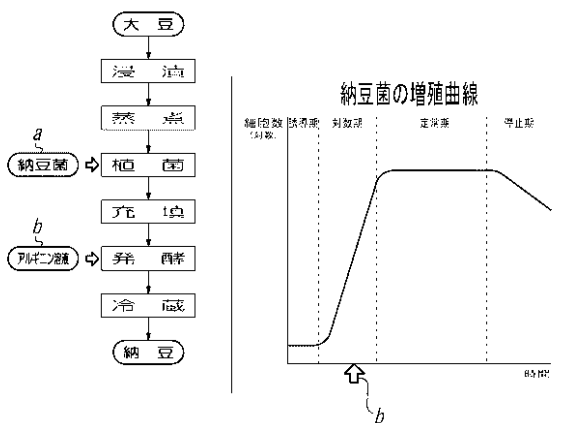 大豆
浸漬
蒸煮
a
納豆菌
植菌
充填
b
アルギニン溶液
発酵
冷蔵
納豆
納豆菌の増殖曲線
細胞数
(対数)
誘導期
対数期
定常期
停止期
時間
b